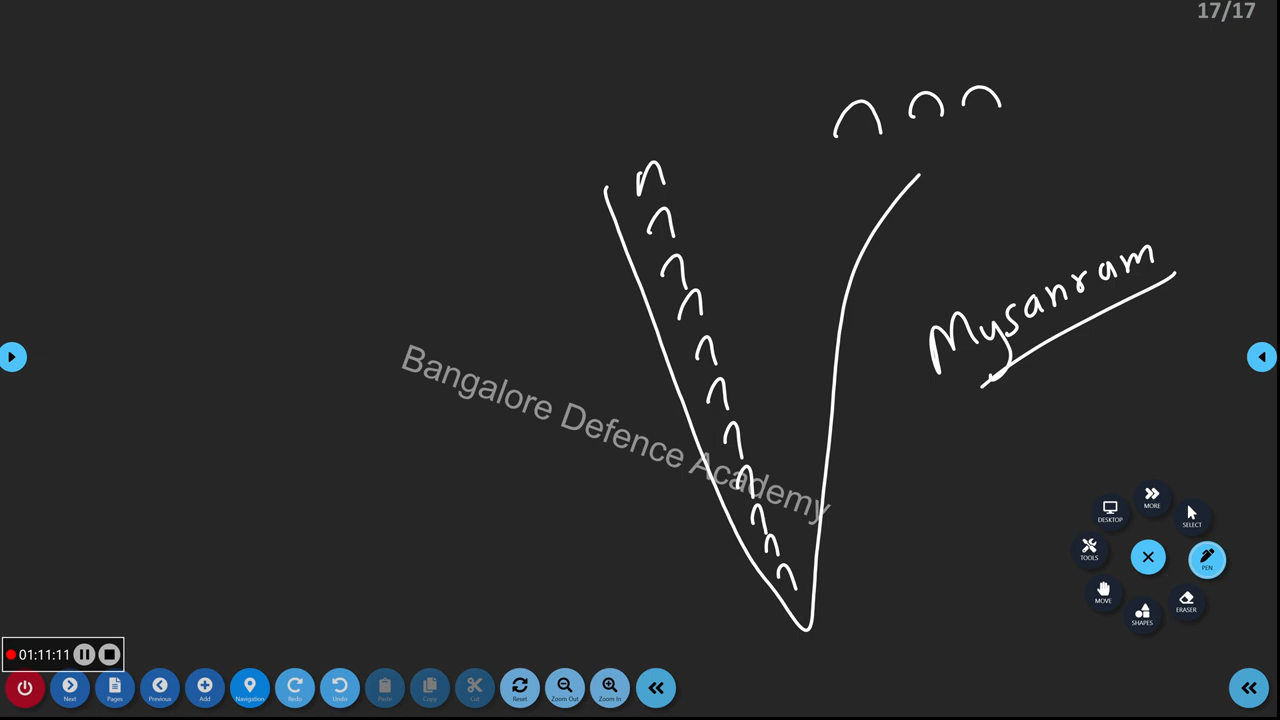 17/17
Mysanram
Bangalore Defence Academy
MORE
DESKTOP
SELECT
TOOLS
PEN
MOVE
ERASER
SHAPES
01:11:11
Next
Pages
Previous
Add
Navigation
Redo
Undo
Paste
Copy
Cut
Reset
Zoom Out
Zoom In